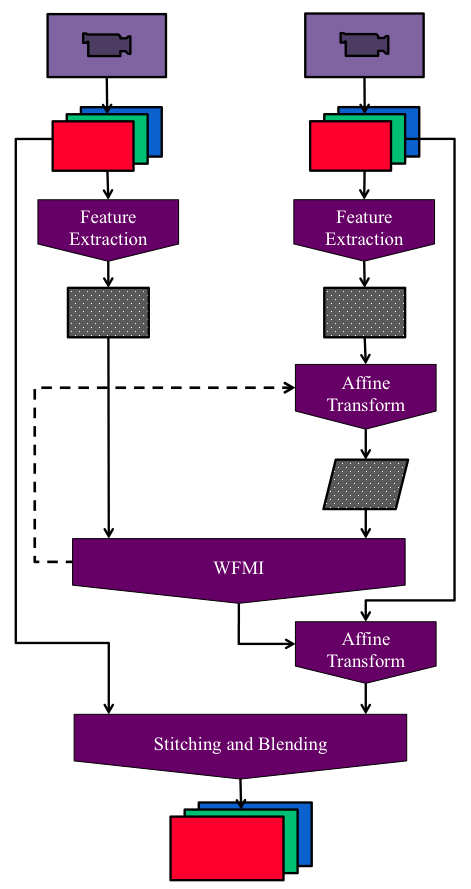 Feature
Extraction
Feature
Extraction
Affine
Transform
WFMI
Affine
Transform
Stitching and Blending